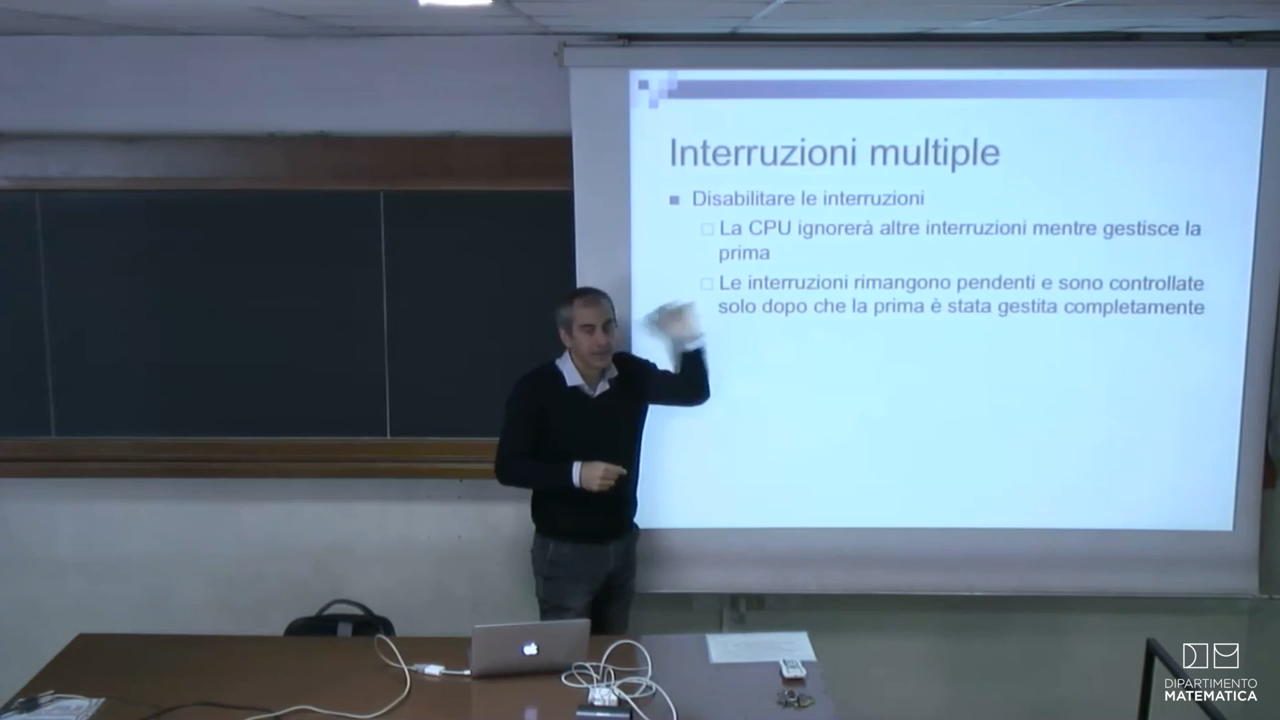 Interruzioni multiple
Disabilitare le interruzioni
La CPU ignorerà altre interruzioni mentre gestisce la
prima
Le interruzioni rimangono pendenti e sono controllate
solo dopo che la prima è stata gestita completamente
DIPARTIMENTO
MATEMATICA